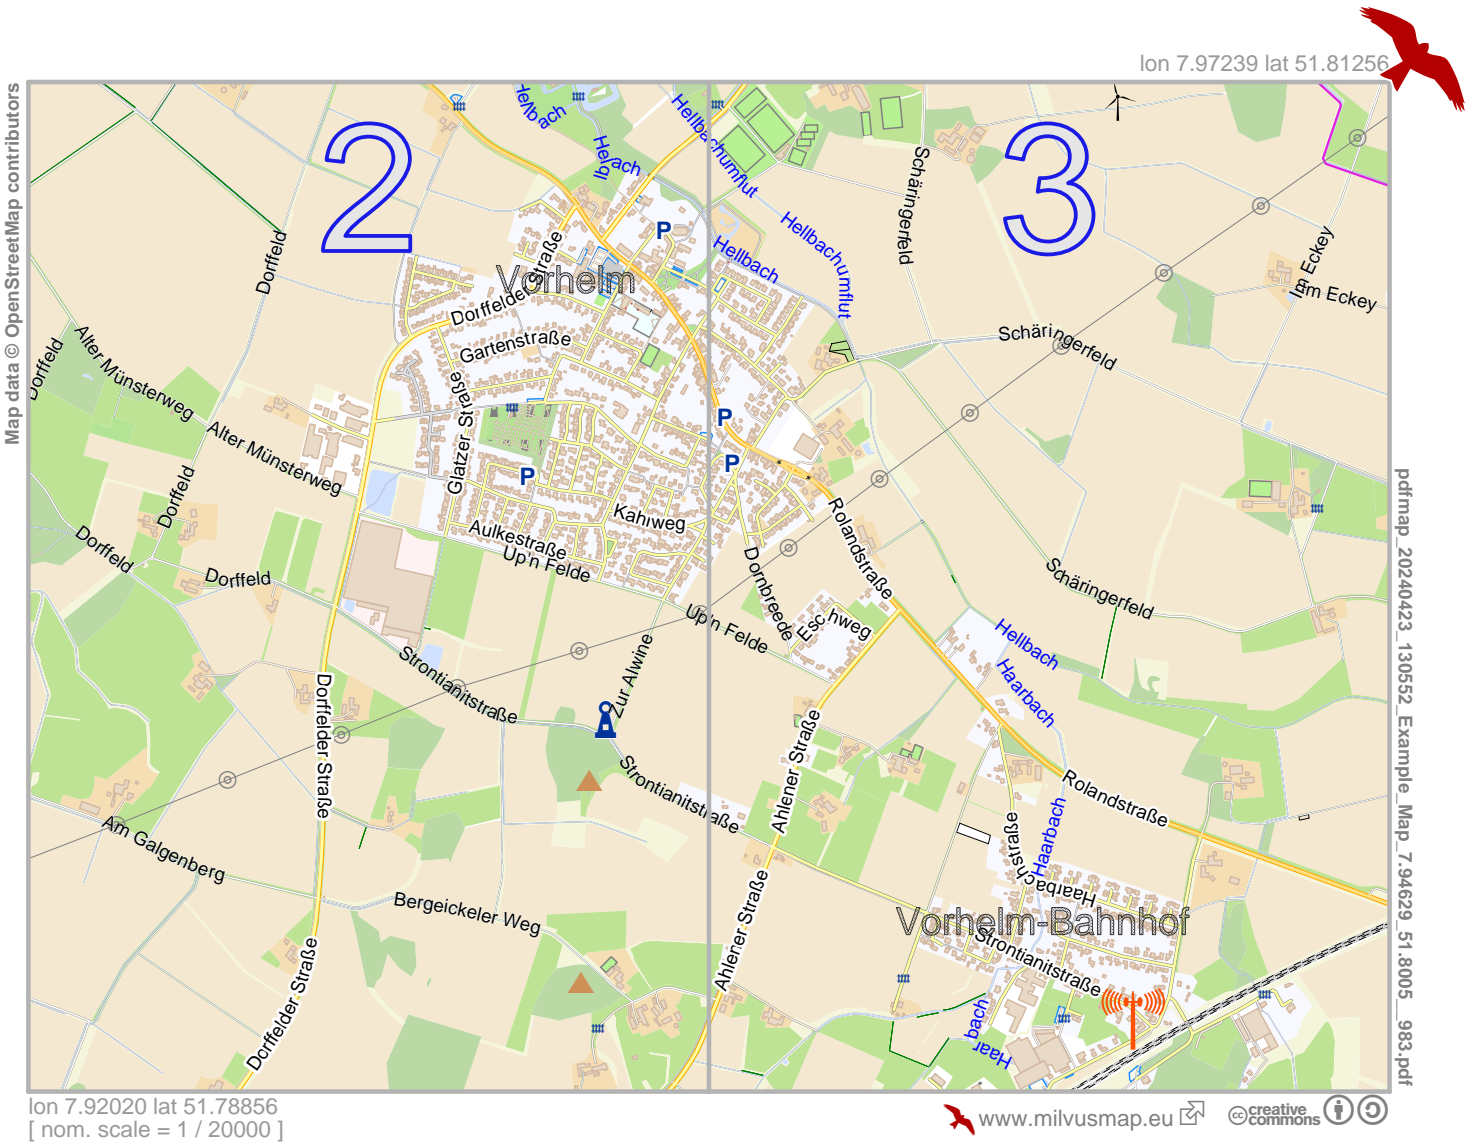 lon 7.97239 lat 51.81256
Map data © OpenStreetMap contributors
2
3
Hellbach
Hellbach
Hellbachumflut
Hellbachumflut
Hellbach
Schäringerfeld
Im Eckey
Im Eckey
P
Vorhelm
Dorffeld
Dorffelder Straße
Gartenstraße
Schäringerfeld
Dorffeld
Alter Münsterweg
Alter Münsterweg
Glatzer Straße
P
P
P
Dorffeld
Kahlweg
Aulkestraße
Up'n Felde
Rolandstraße
Dornbreede
Schäringerfeld
Dorffeld
Dorffeld
Up'n Felde
Eschweg
Hellbach
Haarbach
Strontianitstraße
Zur Alwine
Dorffelder Straße
Strontianitstraße
Ahlener Straße
Rolandstraße
Haarbach
Haarbachstraße
Am Galgenberg
Bergeickeler Weg
Ahlener Straße
Vorhelm-Bahnhof
Strontianitstraße
Dorffelder Straße
Haarbach
pdfmap_20240423_130552_Example_Map_7.94629_51.8005__983.pdf
lon 7.92020 lat 51.78856
[ nom. scale = 1 / 20000 ]
www.milvusmap.eu
cc creative commons